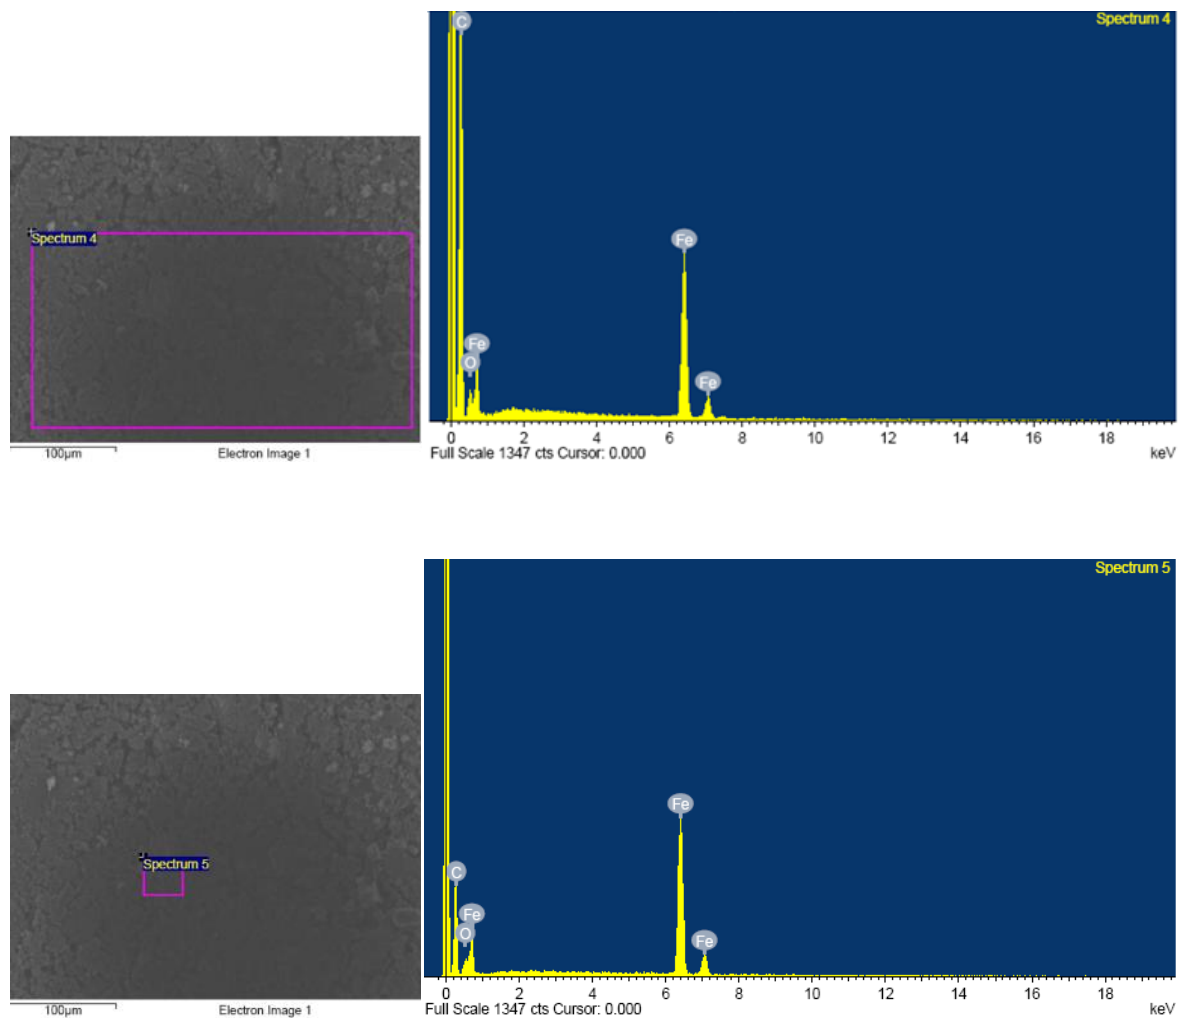 Spectrum 4
C
Fe
Fe
O
Fe
Spectrum 4
0 2 4 6 8 10 12 14 16 18
100µm Electron Image 1
Full Scale 1347 cts Cursor: 0.000 keV
Spectrum 5
Fe
C
Fe
O
Fe
Spectrum 5
0 2 4 6 8 10 12 14 16 18
100µm Electron Image 1
Full Scale 1347 cts Cursor: 0.000 keV